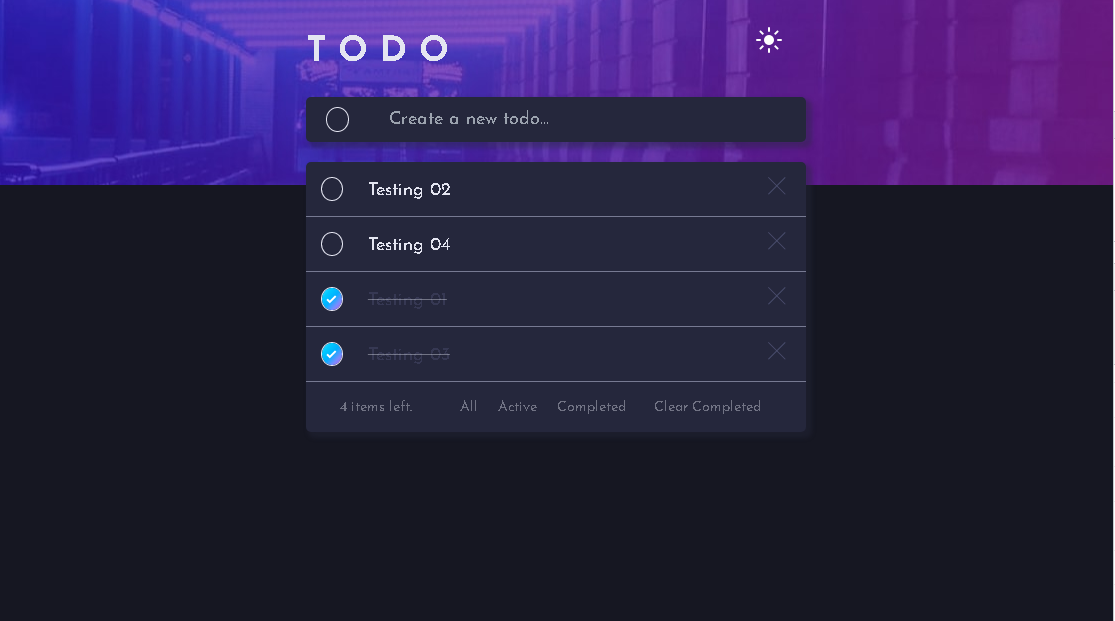 TODO
Create a new todo...
Testing 02
Testing 04
Testing 01
Testing 03
4 items left. All Active Completed Clear Completed